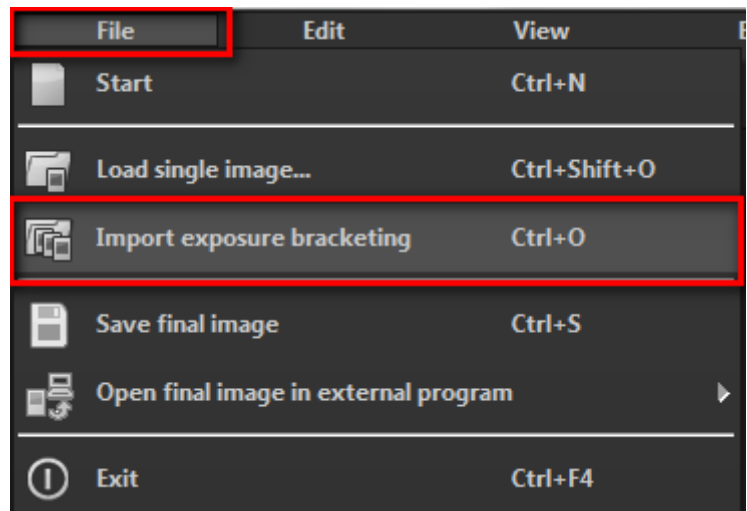 File Edit View
Start Ctrl+N
Load single image... Ctrl+Shift+O
Import exposure bracketing Ctrl+O
Save final image Ctrl+S
Open final image in external program
Exit Ctrl+F4